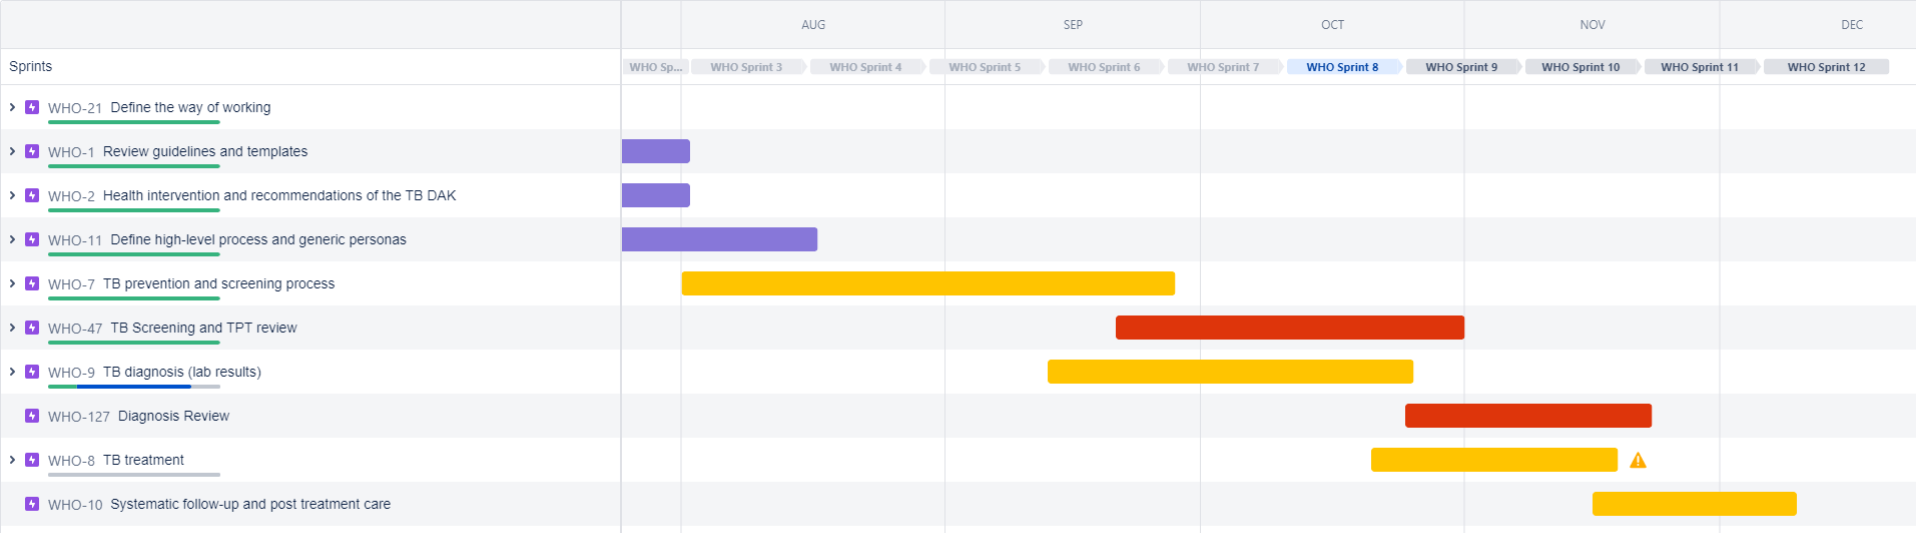 AUG SEP OCT NOV DEC
Sprints WHO Sp... WHO Sprint 3 WHO Sprint 4 WHO Sprint 5 WHO Sprint 6 WHO Sprint 7 WHO Sprint 8 WHO Sprint 9 WHO Sprint 10 WHO Sprint 11 WHO Sprint 12
WHO-21 Define the way of working
WHO-1 Review guidelines and templates
WHO-2 Health intervention and recommendations of the TB DAK
WHO-11 Define high-level process and generic personas
WHO-7 TB prevention and screening process
WHO-47 TB Screening and TPT review
WHO-9 TB diagnosis (lab results)
WHO-127 Diagnosis Review
WHO-8 TB treatment
WHO-10 Systematic follow-up and post treatment care